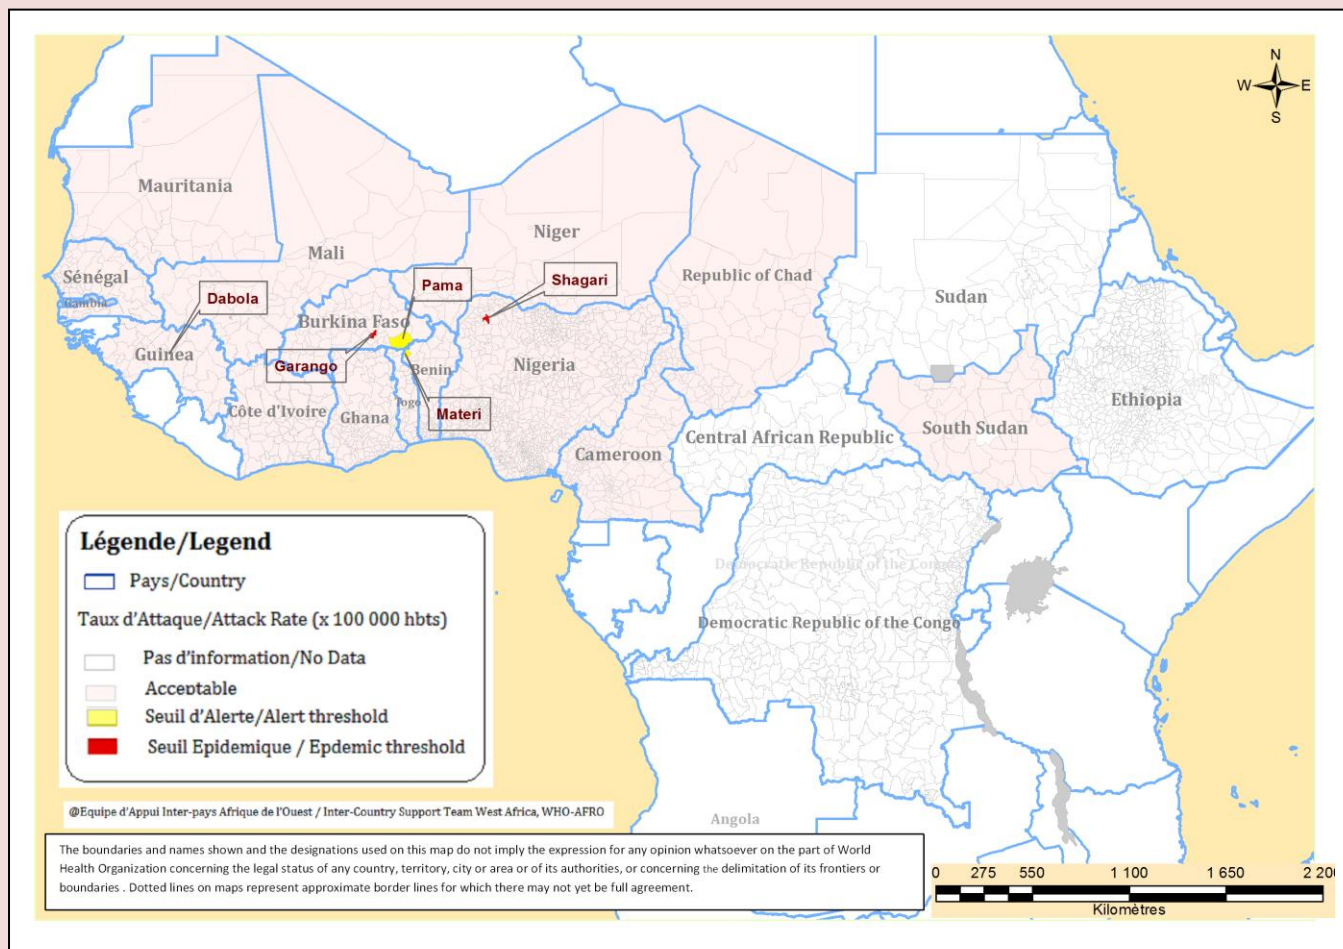 N
W E
S
Mauritania
Mali
Niger
Republic of Chad
Sudan
Sénégal
Gambia
Dabola
Pama
Shagari
Burkina Faso
Guinea
Garango
Benin
Nigeria
Ethiopia
Côte d'Ivoire
Ghana
Togo
Materi
Cameroon
Central African Republic
South Sudan
Democratic Republic of the Congo
Democratic Republic of the Congo
Angola
Légende/Legend
Pays/Country
Taux d'Attaque/Attack Rate (x 100 000 hbts)
Pas d'information/No Data
Acceptable
Seuil d'Alerte/Alert threshold
Seuil Epidemique / Epdemic threshold
@Equipe d'Appui Inter-pays Afrique de l'Ouest / Inter-Country Support Team West Africa, WHO-AFRO
The boundaries and names shown and the designations used on this map do not imply the expression for any opinion whatsoever on the part of World
Health Organization concerning the legal status of any country, territory, city or area or of its authorities, or concerning the delimitation of its frontiers or
boundaries . Dotted lines on maps represent approximate border lines for which there may not yet be full agreement.
0 275 550 1 100 1 650 2 20
Kilomètres